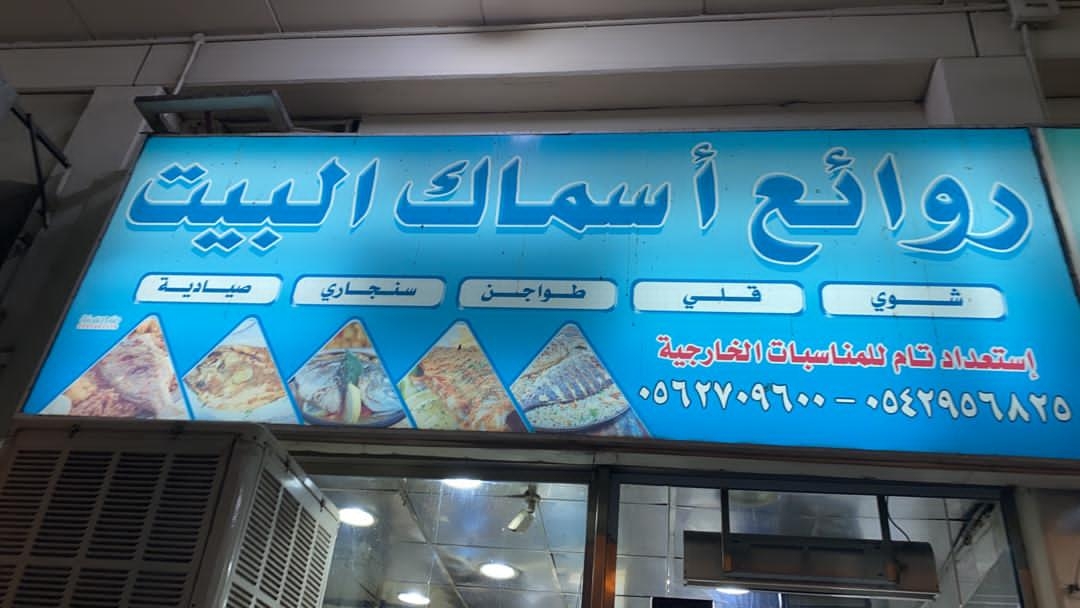 روائع أسماك البيت
شوي قلي طواجن سنجاري صيادية
إستعداد تام للمناسبات الخارجية
٠٥٦٢٧٠٩٦٠٠ - ٠٥٤٢٩٥٦٨٢٥